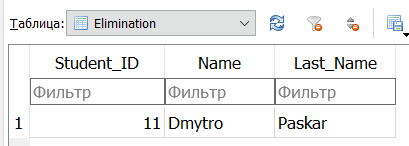 Таблица: Elimination
Student_ID Name Last_Name
Фильтр Фильтр Фильтр
1 11 Dmytro Paskar